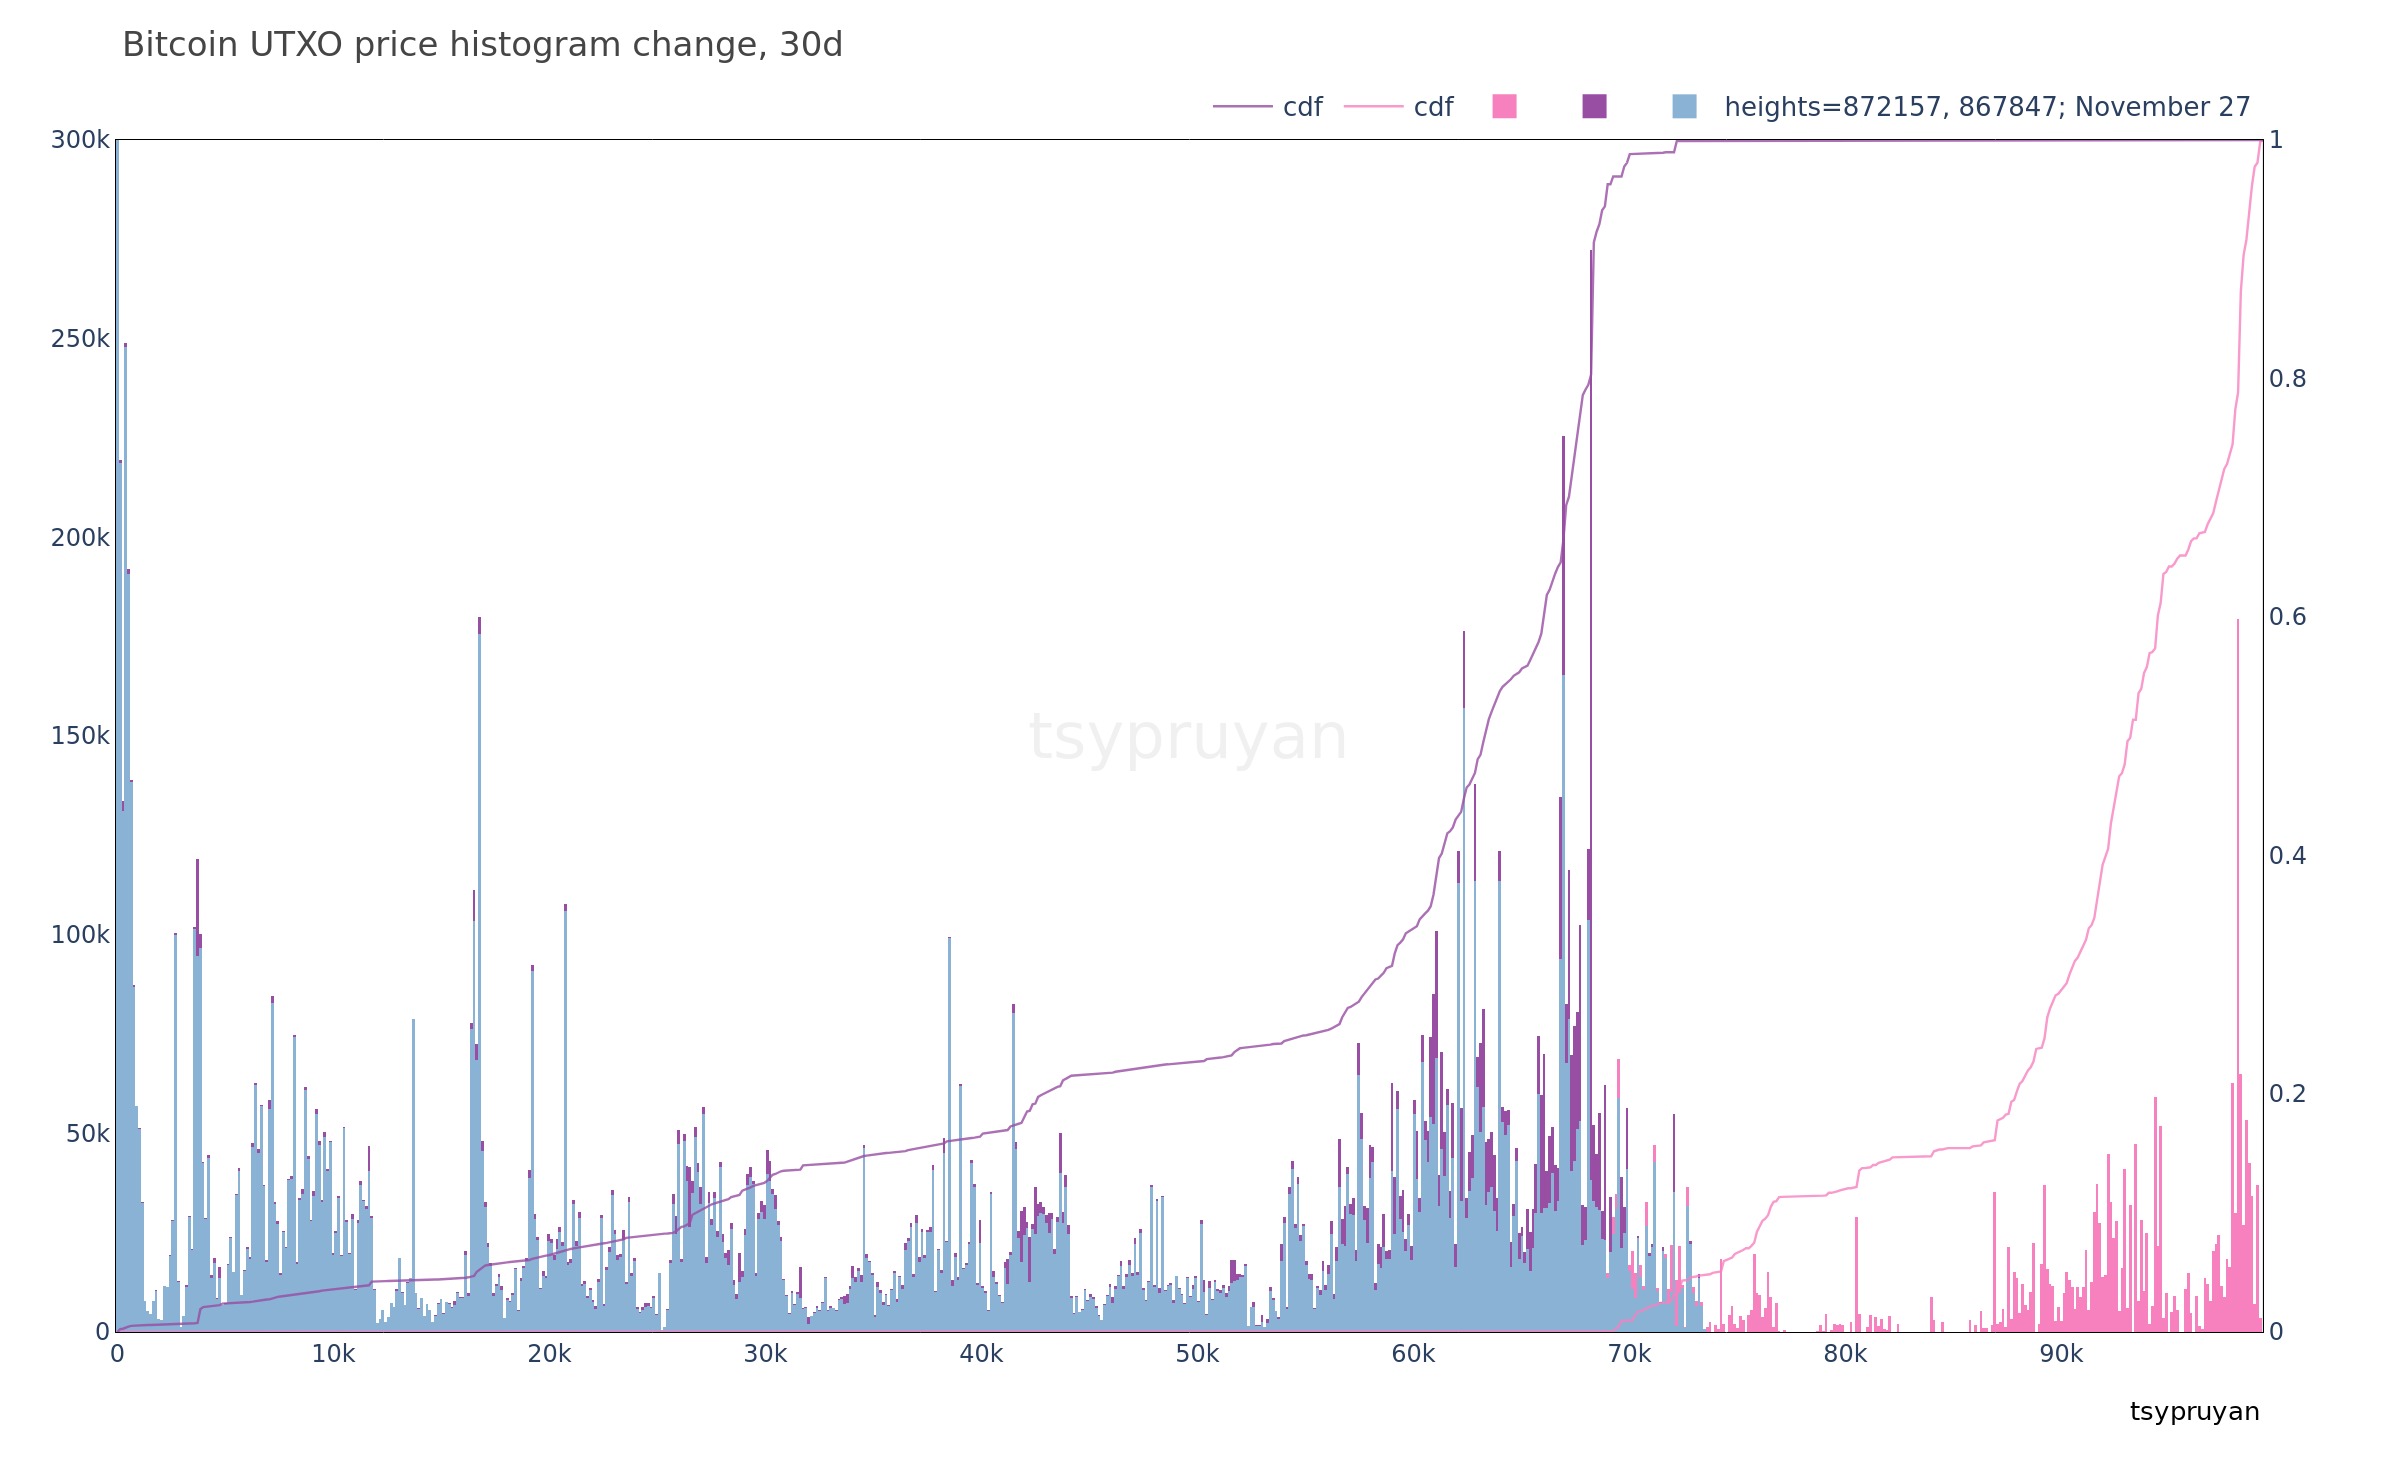 Bitcoin UTXO price histogram change, 30d
cdf cdf heights=872157, 867847; November 27
300k
250k
200k
150k
100k
50k
0
1
0.8
0.6
0.4
0.2
0
tsypruyan
0 10k 20k 30k 40k 50k 60k 70k 80k 90k
tsypruyan